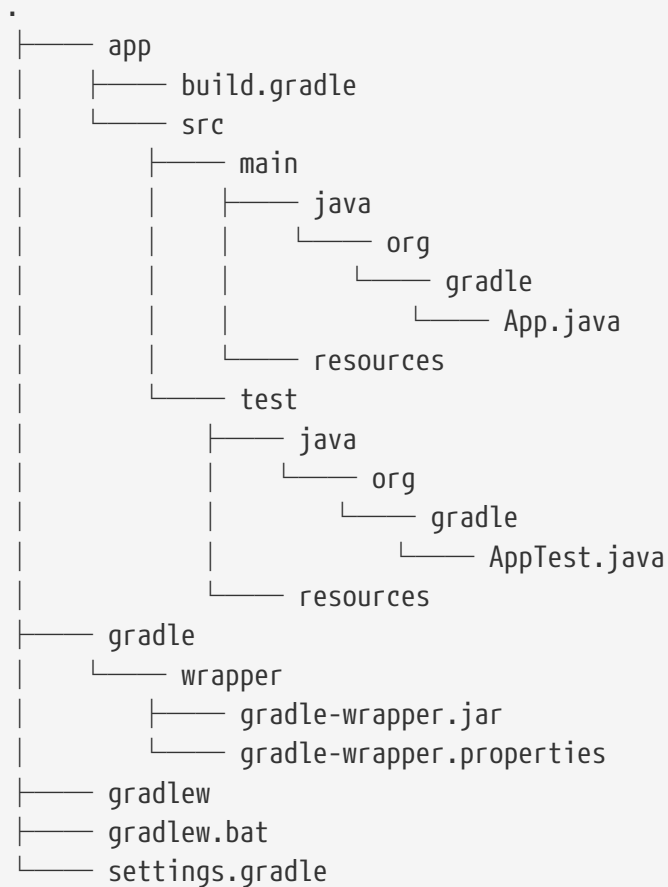 .
├── app
│   ├── build.gradle
│   └── src
│       ├── main
│       │   ├── java
│       │   │   └── org
│       │   │       └── gradle
│       │   │           └── App.java
│       │   └── resources
│       └── test
│           ├── java
│           │   └── org
│           │       └── gradle
│           │           └── AppTest.java
│           └── resources
├── gradle
│   └── wrapper
│       ├── gradle-wrapper.jar
│       └── gradle-wrapper.properties
├── gradlew
├── gradlew.bat
└── settings.gradle